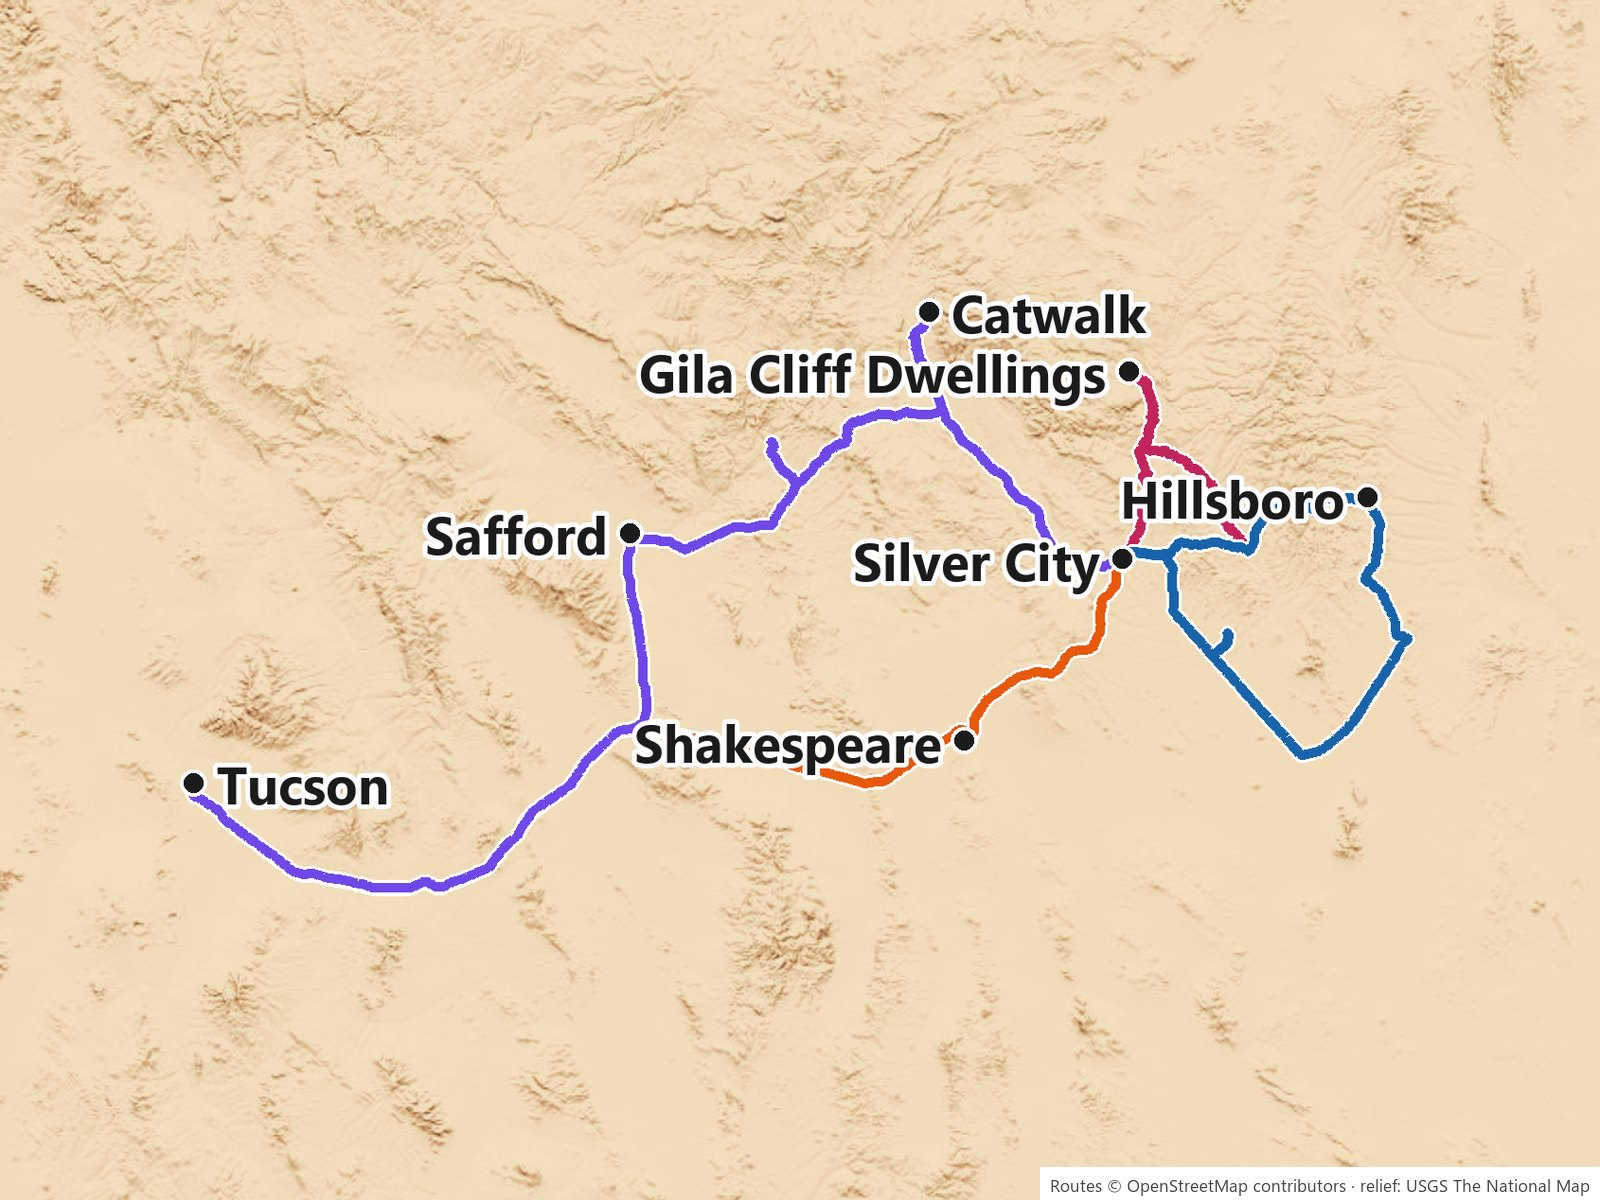 Catwalk
Gila Cliff Dwellings
Hillsboro
Safford
Silver City
Shakespeare
Tucson
Routes © OpenStreetMap contributors · relief: USGS The National Map